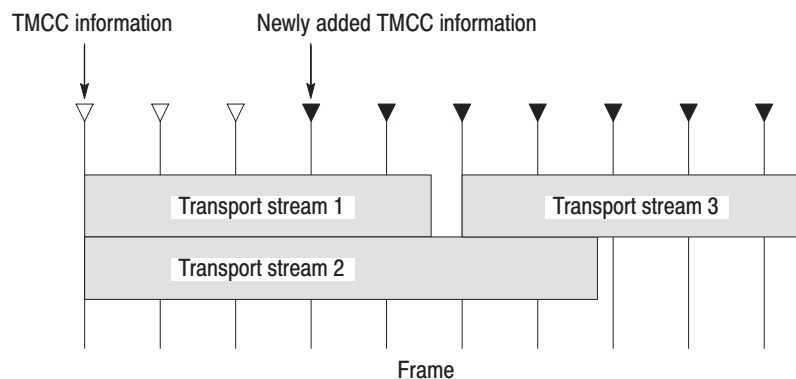 TMCC information
Newly added TMCC information
Transport stream 1
Transport stream 3
Transport stream 2
Frame